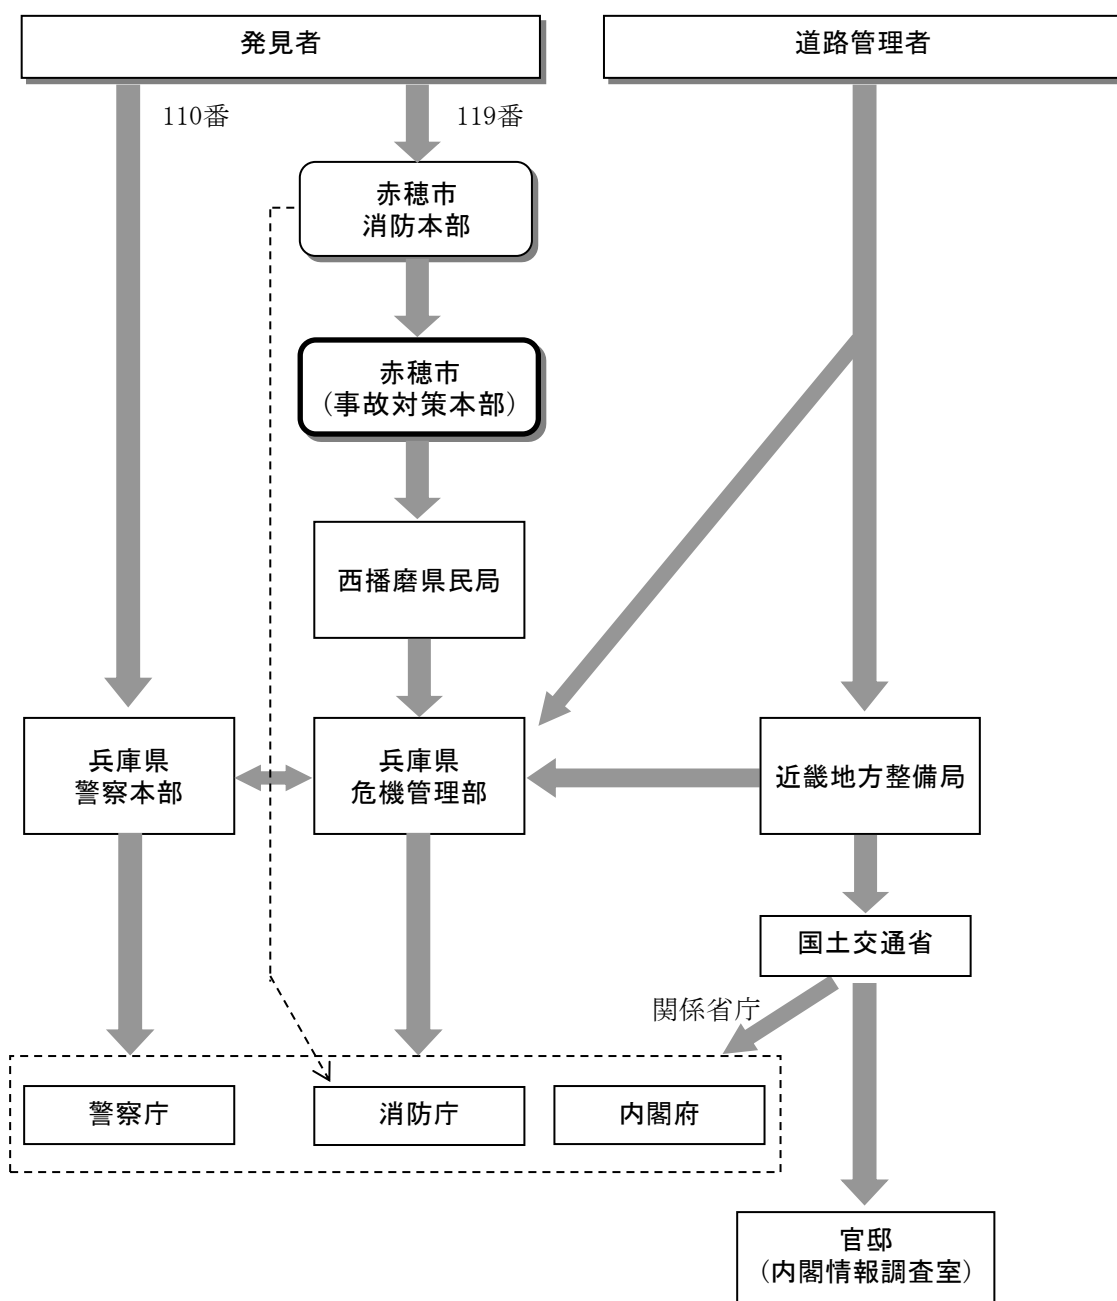 発見者
道路管理者
110番
119番
赤穂市
消防本部
赤穂市
（事故対策本部）
西播磨県民局
兵庫県
警察本部
兵庫県
危機管理部
近畿地方整備局
国土交通省
関係省庁
警察庁
消防庁
内閣府
官邸
（内閣情報調査室）